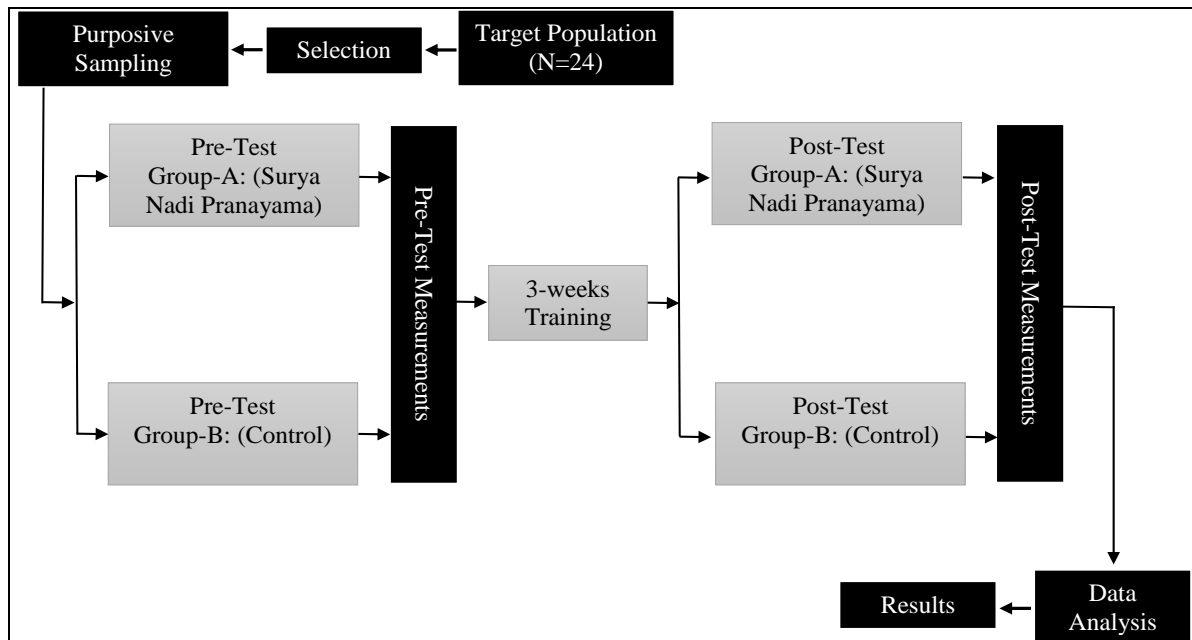 Purposive
Sampling
Selection
Target Population
(N=24)
Pre-Test
Group-A: (Surya
Nadi Pranayama)
Pre-Test
Group-B: (Control)
Pre-Test Measurements
3-weeks
Training
Post-Test
Group-A: (Surya
Nadi Pranayama)
Post-Test
Group-B: (Control)
Post-Test Measurements
Results
Data
Analysis